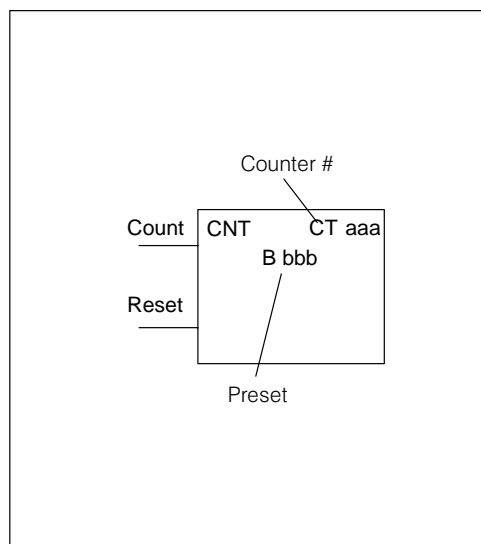 Counter #
Count
CNT
CT aaa
B bbb
Reset
Preset